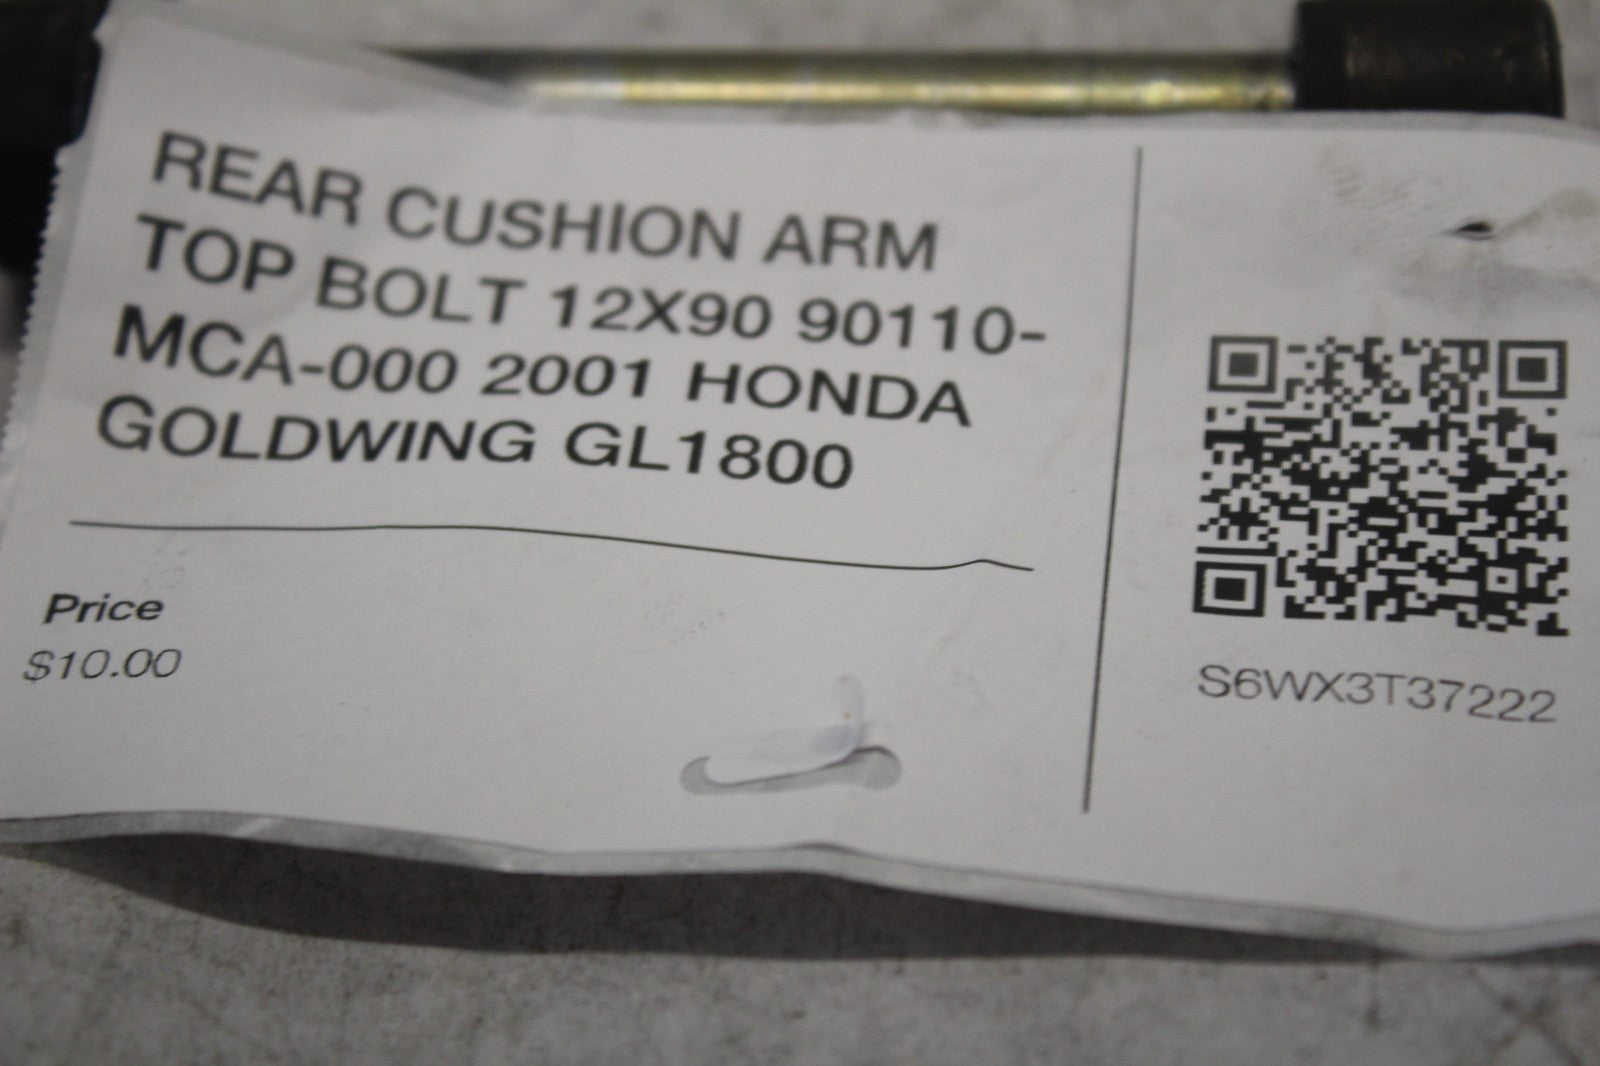 REAR CUSHION ARM
TOP BOLT 12X90 90110-
MCA-000 2001 HONDA
GOLDWING GL1800
Price
$10.00
S6WX3T37222